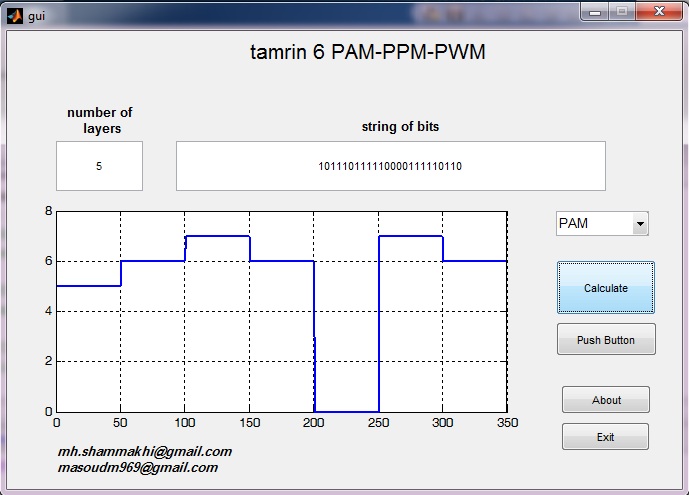 gui
tamrin 6 PAM-PPM-PWM
number of
layers
string of bits
5
101110111110000111110110
PAM
Calculate
Push Button
About
Exit
8
6
4
2
0
0 50 100 150 200 250 300 350
mh.shammakhi@gmail.com
masoudm969@gmail.com